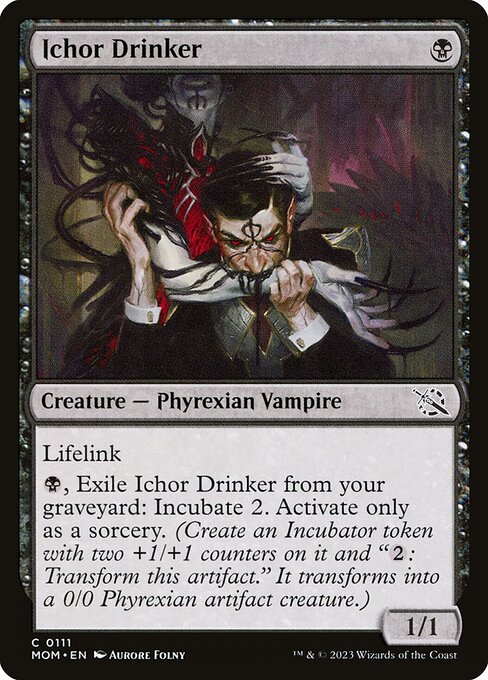 Ichor Drinker
Creature — Phyrexian Vampire
Lifelink
, Exile Ichor Drinker from your
graveyard: Incubate 2. Activate only
as a sorcery. (Create an Incubator token
with two +1/+1 counters on it and “2:
Transform this artifact.” It transforms into
a 0/0 Phyrexian artifact creature.)
1/1
C 0111
MOM • EN Aurore Folny
™ & © 2023 Wizards of the Coast